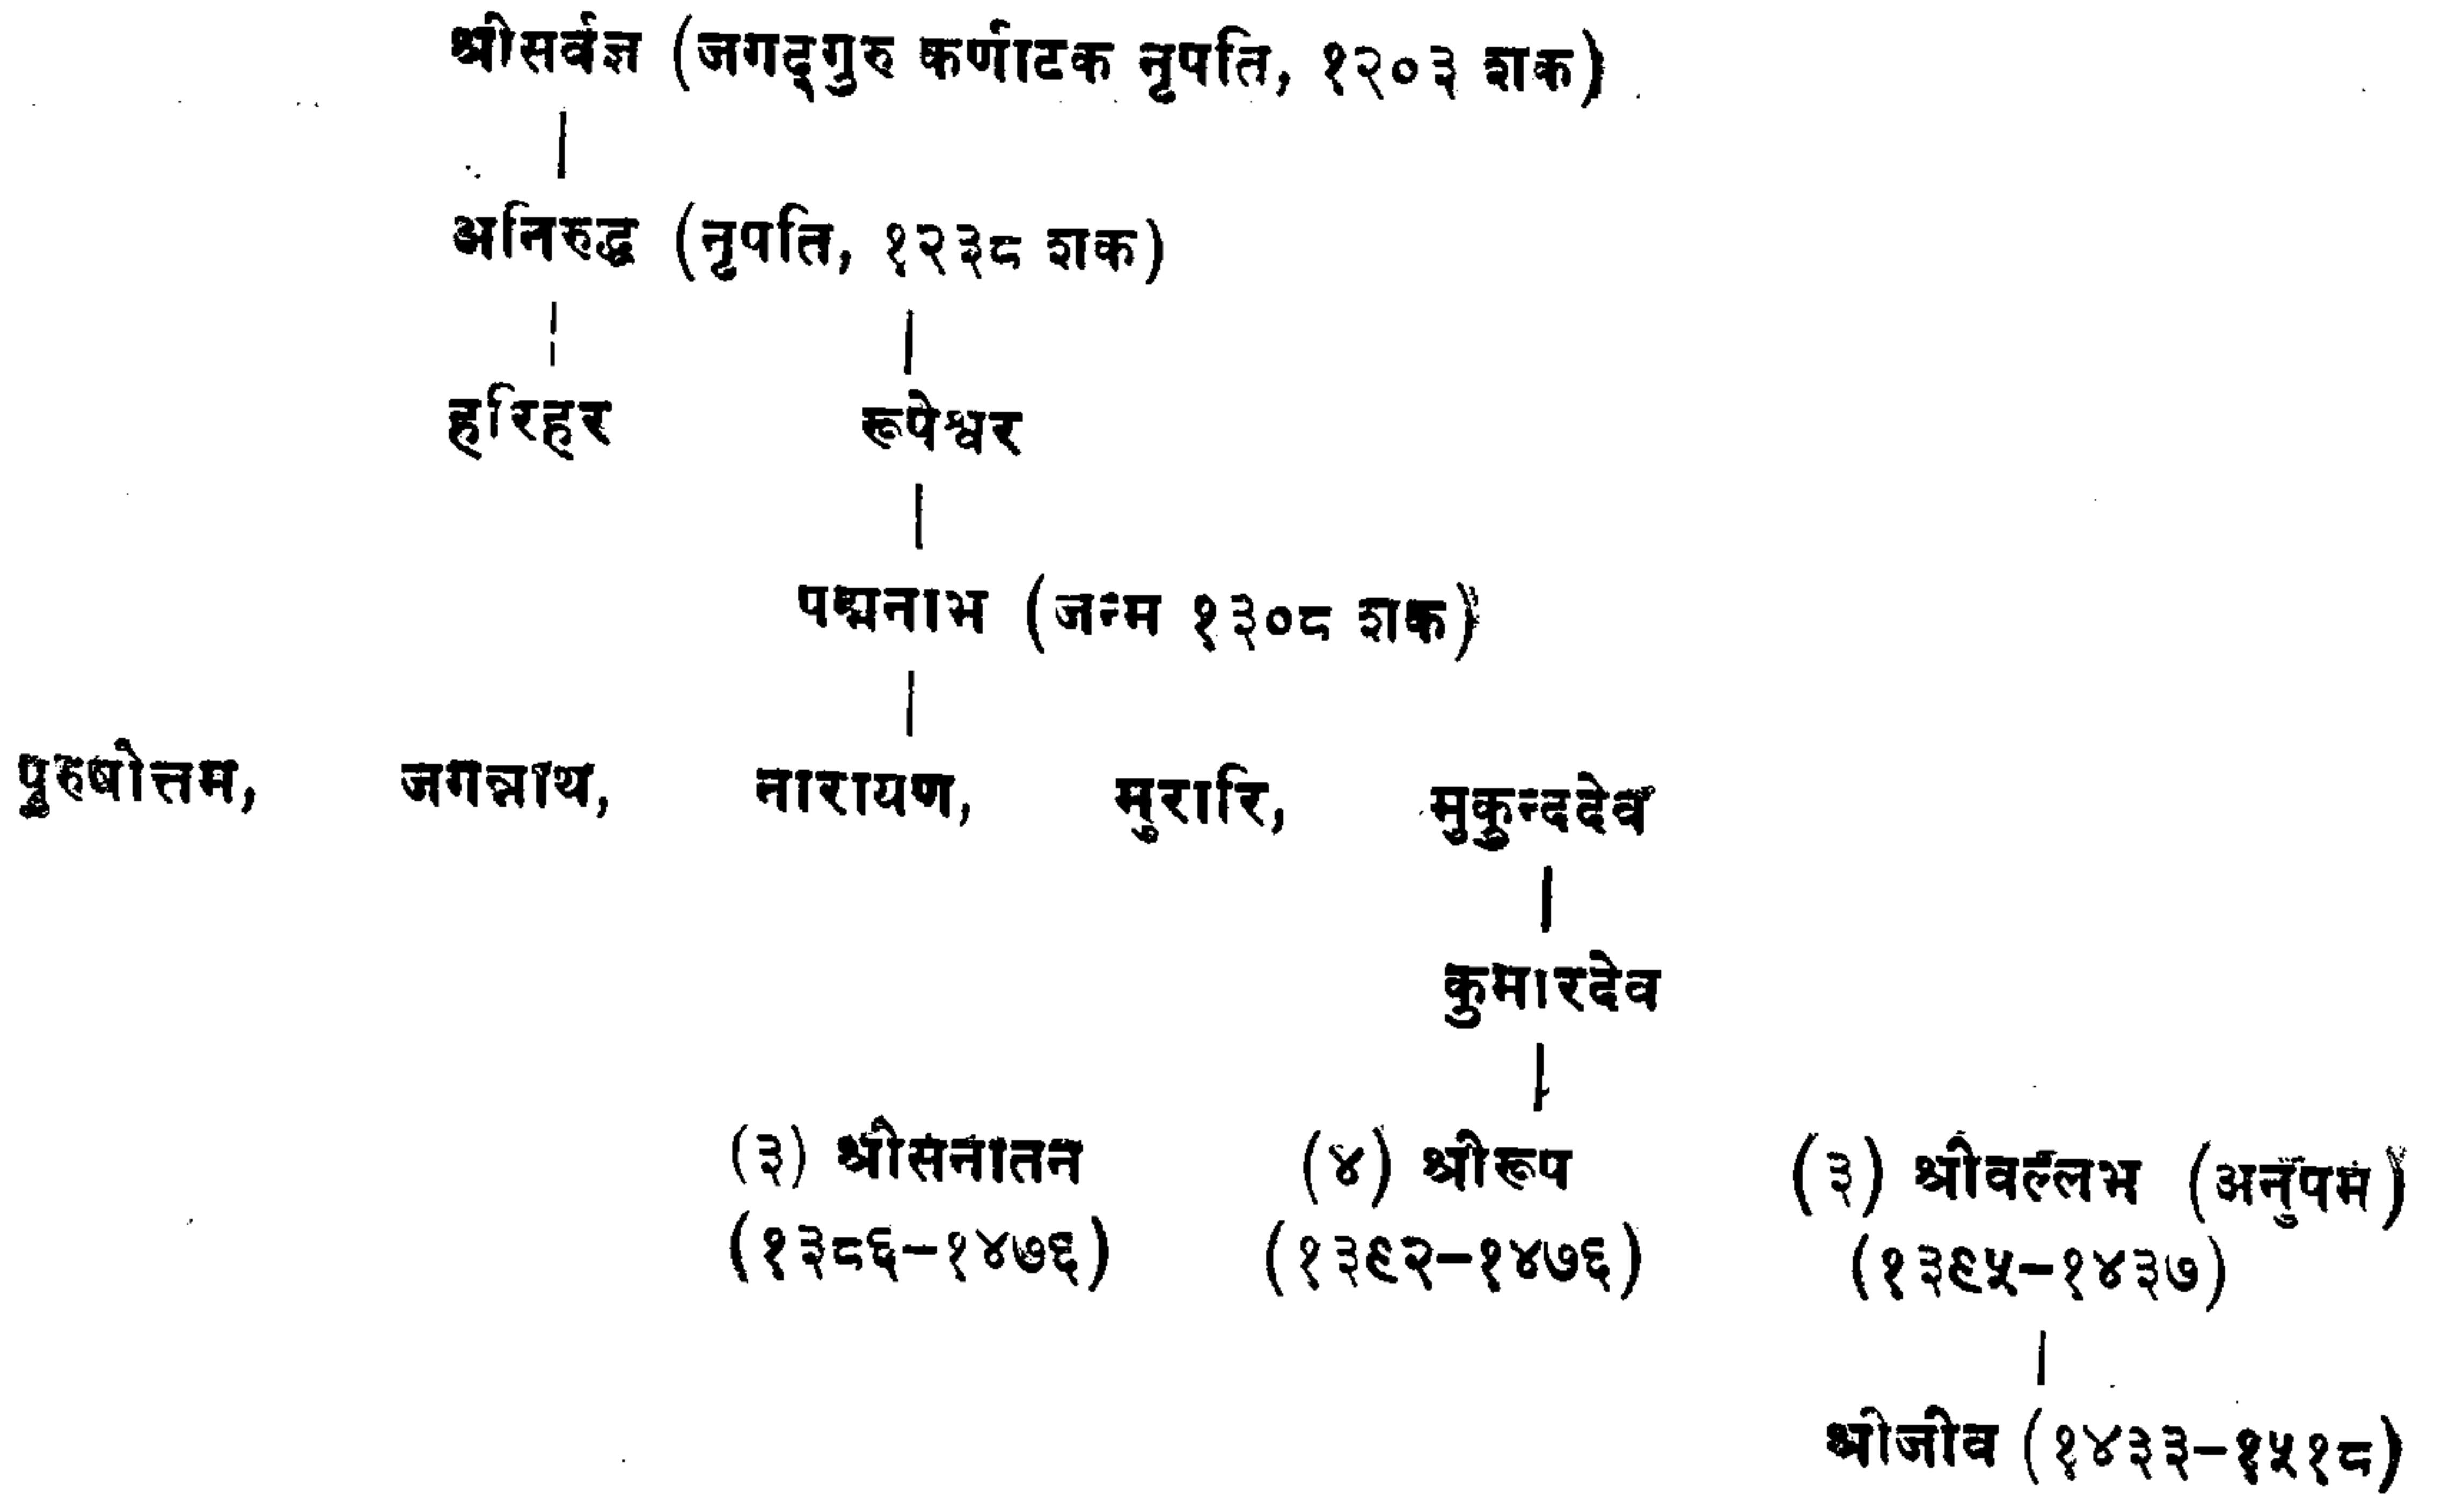 श्रीसर्वज्ञ (जगद्गुरु कर्णाटक नृपति, १२०३ शक)
अनिरुद्ध (नृपति, १२३८ शक)
हरिहर रूपेश्वर
पद्मनाभ (जन्म १३०८ शक)
पुरुषोत्तम, जगन्नाथ, नारायण, मुरारि, मुकुन्ददेव
कुमारदेव
(३) श्रीसनातन (४) श्रीरूप (३) श्रीवल्लभ (अनुपम)
(१३८६–१४७६) (१३९२–१४७६) (१३९५–१४३७)
श्रीजीव (१४३३–१५१८)